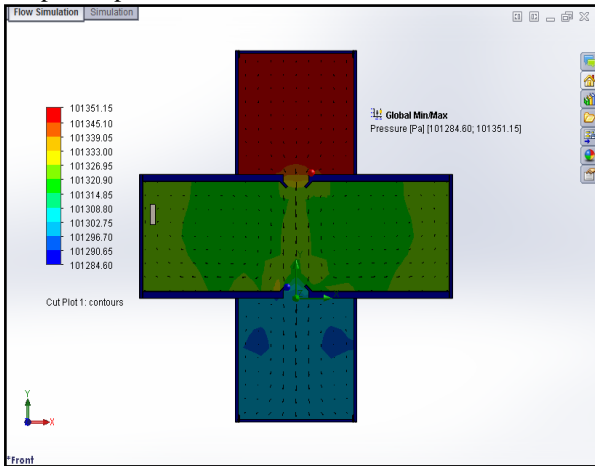 Flow Simulation Simulation
101351.15
101345.10
101339.05
101333.00
101326.95
101320.90
101314.85
101308.80
101302.75
101296.70
101290.65
101284.60
Global Min/Max
Pressure [Pa] [101284.60; 101351.15]
Cut Plot 1: contours
Y
X
*Front